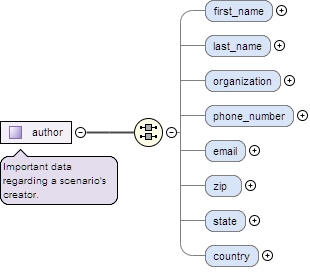 first_name
last_name
organization
phone_number
author
email
Important data
regarding a scenario's
creator.
zip
state
country